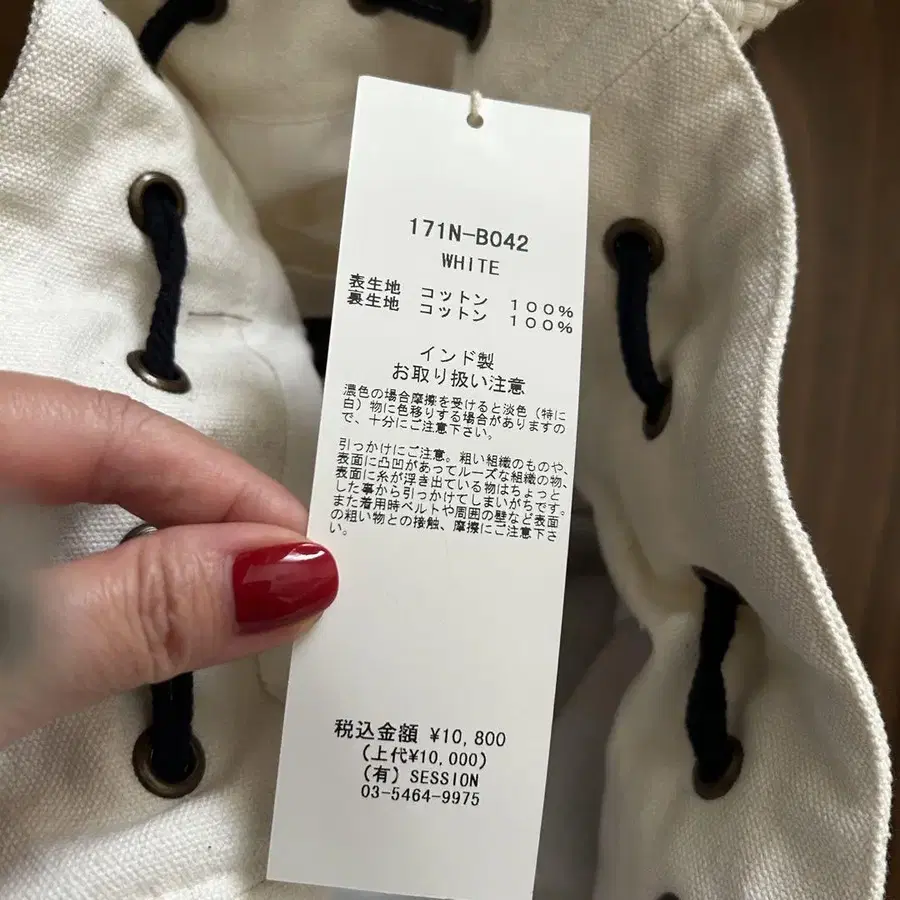 171N-B042
WHITE
表生地 コットン 100%
裏生地 コットン 100%
インド製
お取り扱い注意
濃色の場合摩擦を受けると淡色（特に
白）物に色移りする場合がありますの
で、十分にご注意下さい。
引っかけにご注意。粗い組織のものや、
表面に凸凹があってルーズな組織の物、
表面に糸が浮き出ている物はちょっと
した事から引っかけてしまいがちです。
また着用時ベルトや周囲の壁など表面
の粗い物との接触、摩擦にご注意下さ
い。
税込金額 ¥10,800
（上代¥10,000）
（有）SESSION
03-5464-9975